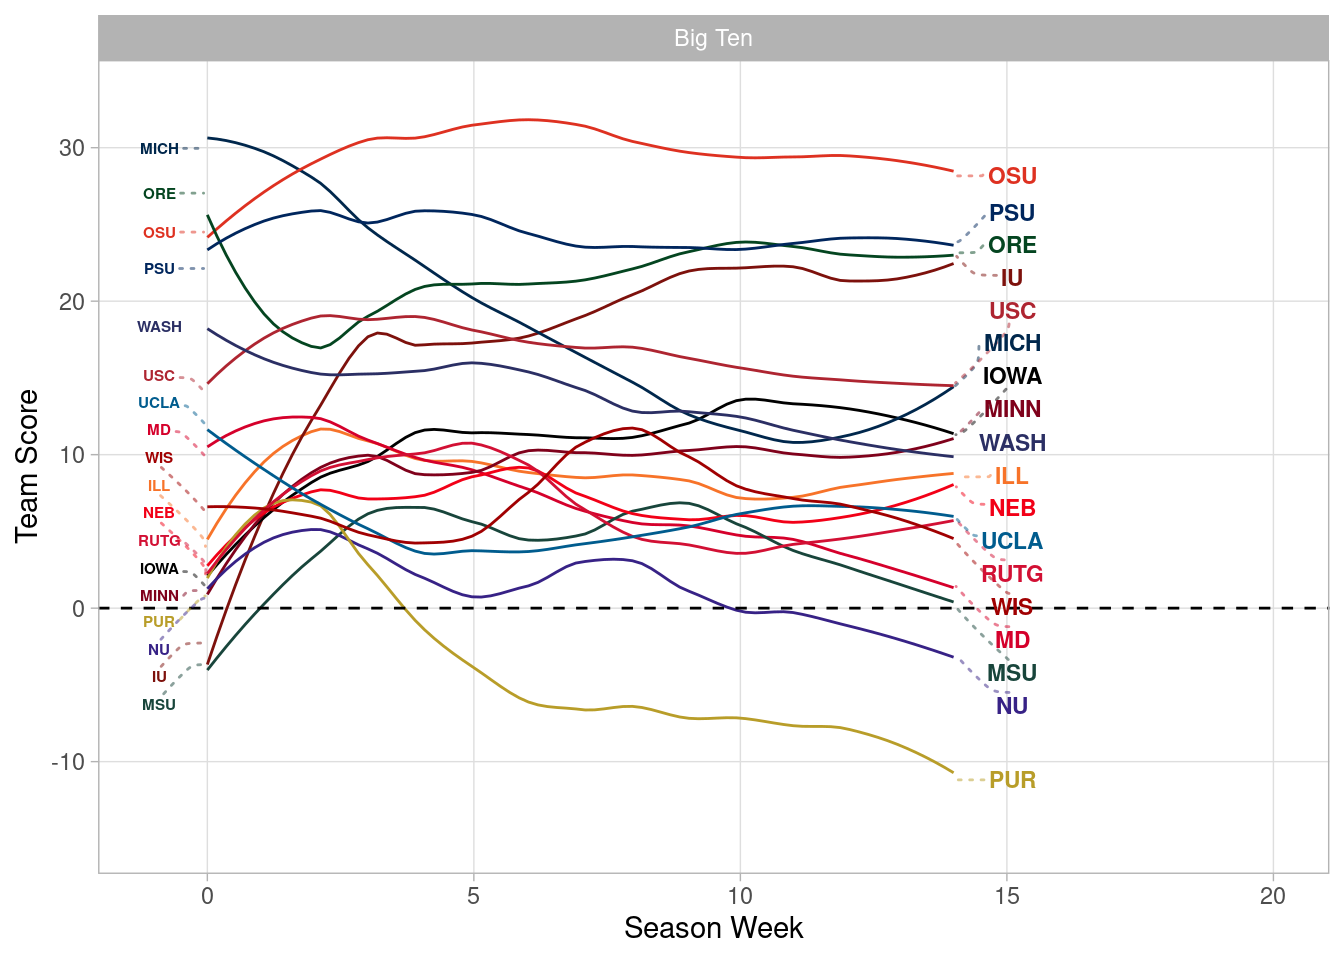 Big Ten
Team Score
30
20
10
0
-10
MICH
ORE
OSU
PSU
WASH
USC
UCLA
MD
WIS
ILL
NEB
RUTG
IOWA
MINN
PUR
NU
IU
MSU
OSU
PSU
ORE
IU
USC
MICH
IOWA
MINN
WASH
ILL
NEB
UCLA
RUTG
WIS
MD
MSU
NU
PUR
0 5 10 15 20
Season Week